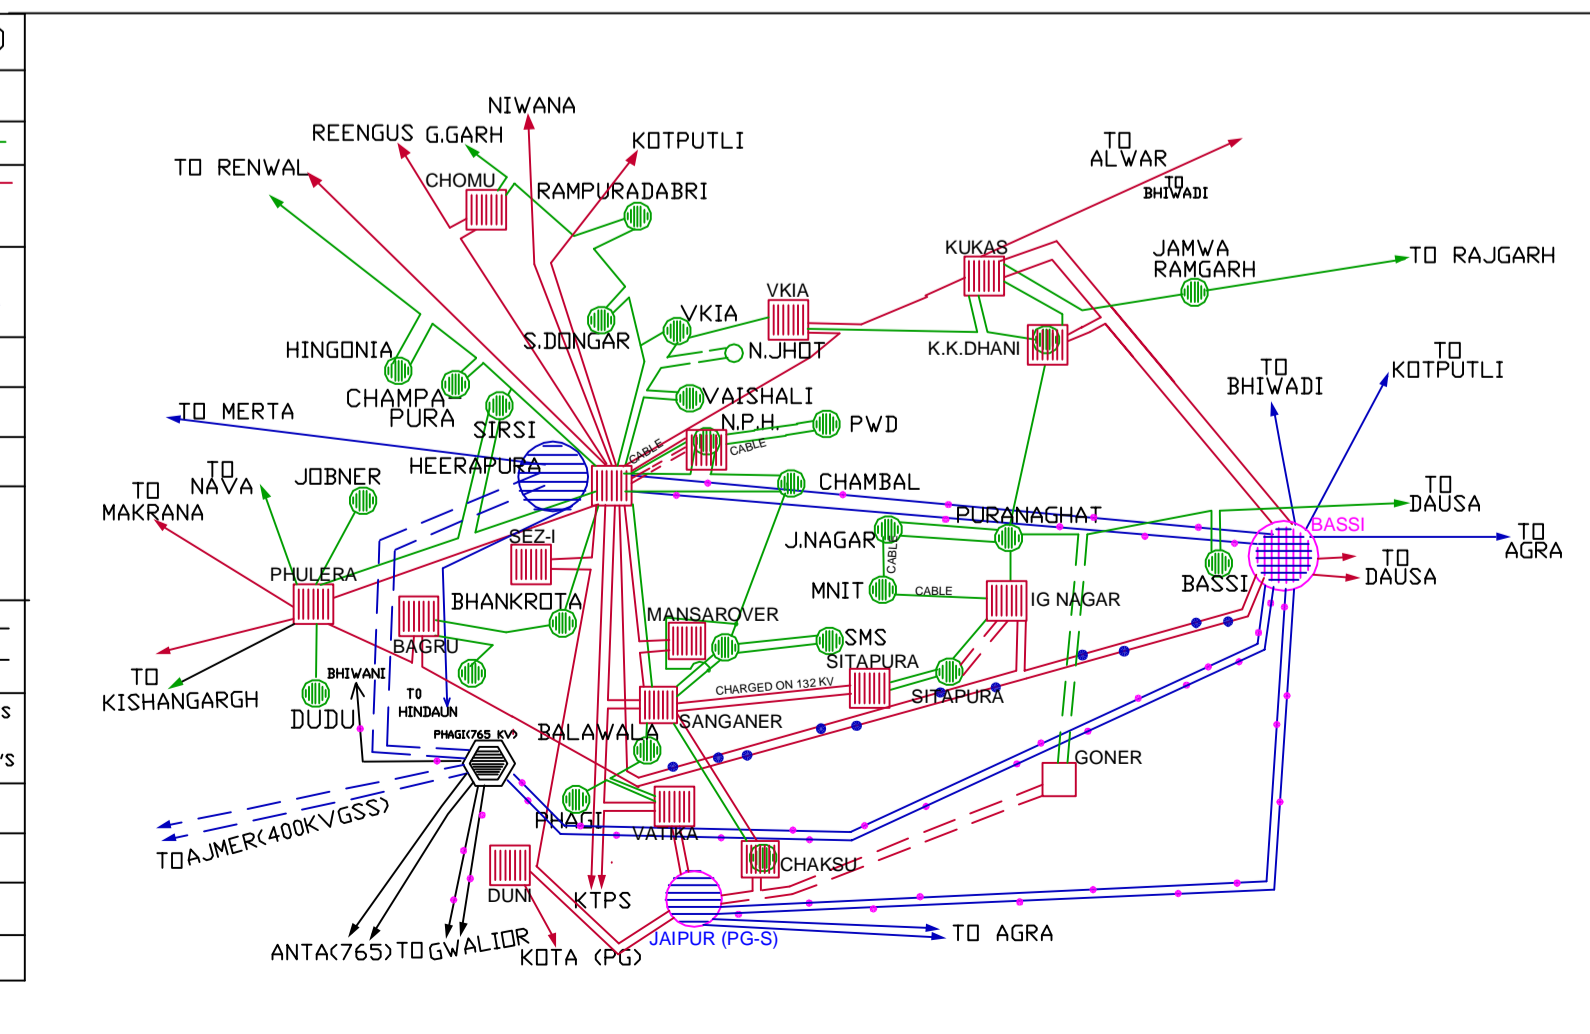 NIWANA
REENGUS
G.GARH
KOTPUTLI
TO RENWAL
CHOMU
RAMPURADABRI
TO
ALWAR
TO
BHIWADI
KUKAS
JAMWA
RAMGARH
TO RAJGARH
VKIA
VKIA
S.DONGAR
N.JHOT
K.K.DHANI
HINGONIA
CHAMPA-
PURA
SIRSI
VAISHALI
N.P.H.
PWD
CABLE
CABLE
TO
BHIWADI
TO
KOTPUTLI
TO MERTA
HEERAPURA
TO
NAVA
JOBNER
TO
MAKRANA
CHAMBAL
PURANAGHAT
J.NAGAR
CABLE
TO
DAUSA
BASSI
TO
AGRA
TO
DAUSA
BASSI
SEZ-I
PHULERA
BHANKROTA
MNIT
CABLE
IG NAGAR
MANSAROVER
BAGRU
SMS
SITAPURA
SITAPURA
CHARGED ON 132 KV
TO
KISHANGARGH
BHIWANI
TO
HINDAUN
DUDU
S
SANGANER
PHAGI(765 KV)
BALAWALA
'S
GONER
PHAGI
VATIKA
TO AJMER(400KVGSS)
CHAKSU
DUNI
KTPS
JAIPUR (PG-S)
TO AGRA
ANTA(765)
TO GWALIOR
KOTA (PG)